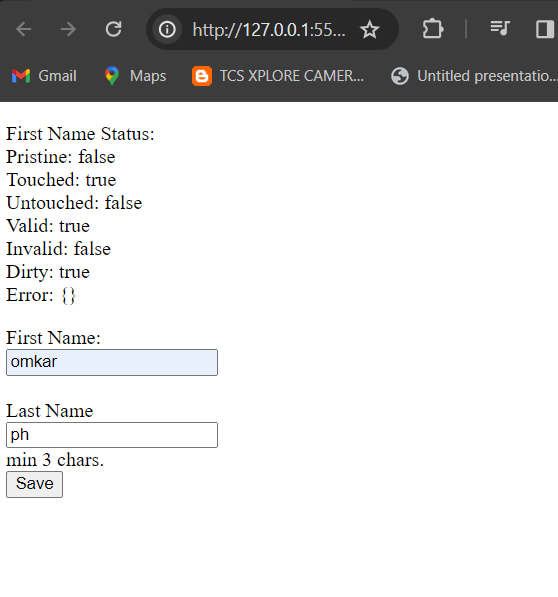 http://127.0.0.1:55...
Gmail Maps TCS XPLORE CAMER... Untitled presentatio...
First Name Status:
Pristine: false
Touched: true
Untouched: false
Valid: true
Invalid: false
Dirty: true
Error: {}
First Name:
omkar
Last Name
ph
min 3 chars.
Save